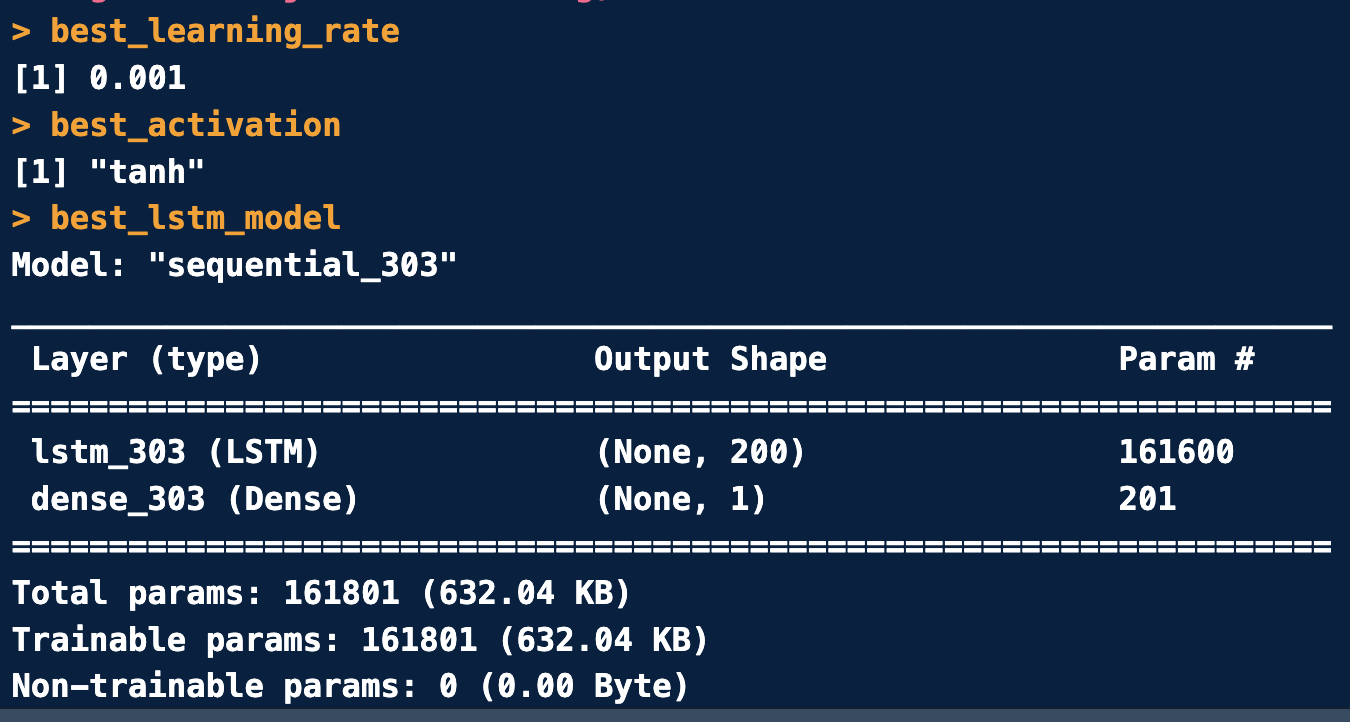 > best_learning_rate
[1] 0.001
> best_activation
[1] "tanh"
> best_lstm_model
Model: "sequential_303"
Layer (type) Output Shape Param #
lstm_303 (LSTM) (None, 200) 161600
dense_303 (Dense) (None, 1) 201
Total params: 161801 (632.04 KB)
Trainable params: 161801 (632.04 KB)
Non-trainable params: 0 (0.00 Byte)